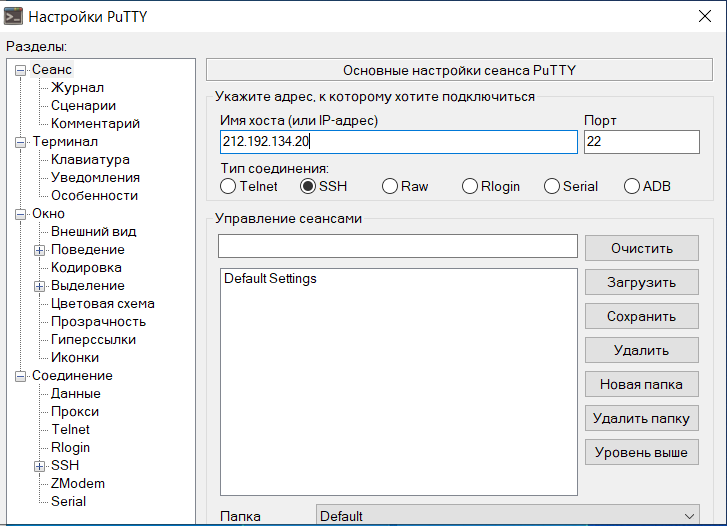 Настройки PuTTY
Разделы:
Сеанс
Журнал
Сценарии
Комментарий
Терминал
Клавиатура
Уведомления
Особенности
Окно
Внешний вид
Поведение
Кодировка
Выделение
Цветовая схема
Прозрачность
Гиперссылки
Иконки
Соединение
Данные
Прокси
Telnet
Rlogin
SSH
ZModem
Serial
Основные настройки сеанса PuTTY
Укажите адрес, к которому хотите подключиться
Имя хоста (или IP-адрес) Порт
212.192.134.20 22
Тип соединения:
Telnet SSH Raw Rlogin Serial ADB
Управление сеансами
Очистить
Default Settings
Загрузить
Сохранить
Удалить
Новая папка
Удалить папку
Уровень выше
Папка Default